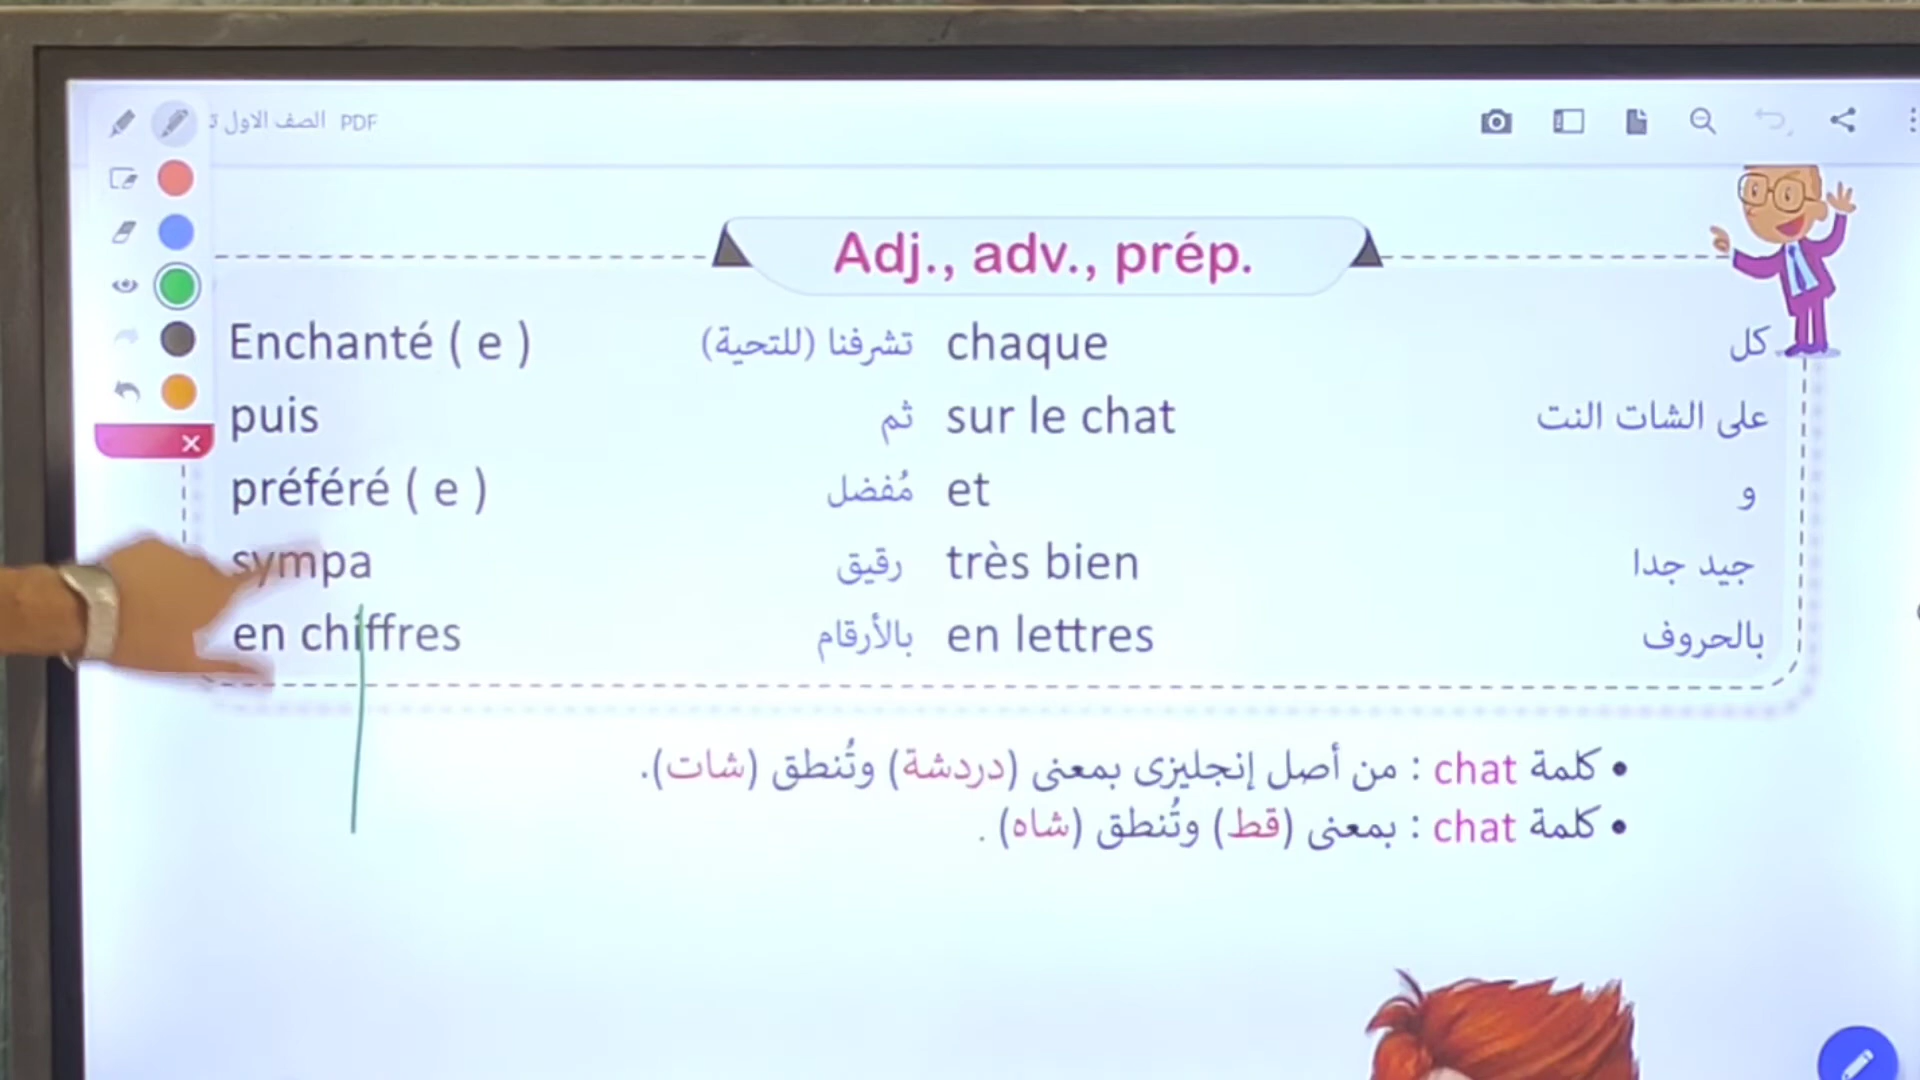 الصف الاول PDF
Adj., adv., prép.
Enchanté ( e ) تشرفنا (للتحية) chaque كل
puis ثم sur le chat على الشات النت
préféré ( e ) مُفضل et و
sympa رقيق très bien جيد جدا
en chiffres بالأرقام en lettres بالحروف
• كلمة chat : من أصل إنجليزى بمعنى (دردشة) وتُنطق (شات).
• كلمة chat : بمعنى (قط) وتُنطق (شاه) .